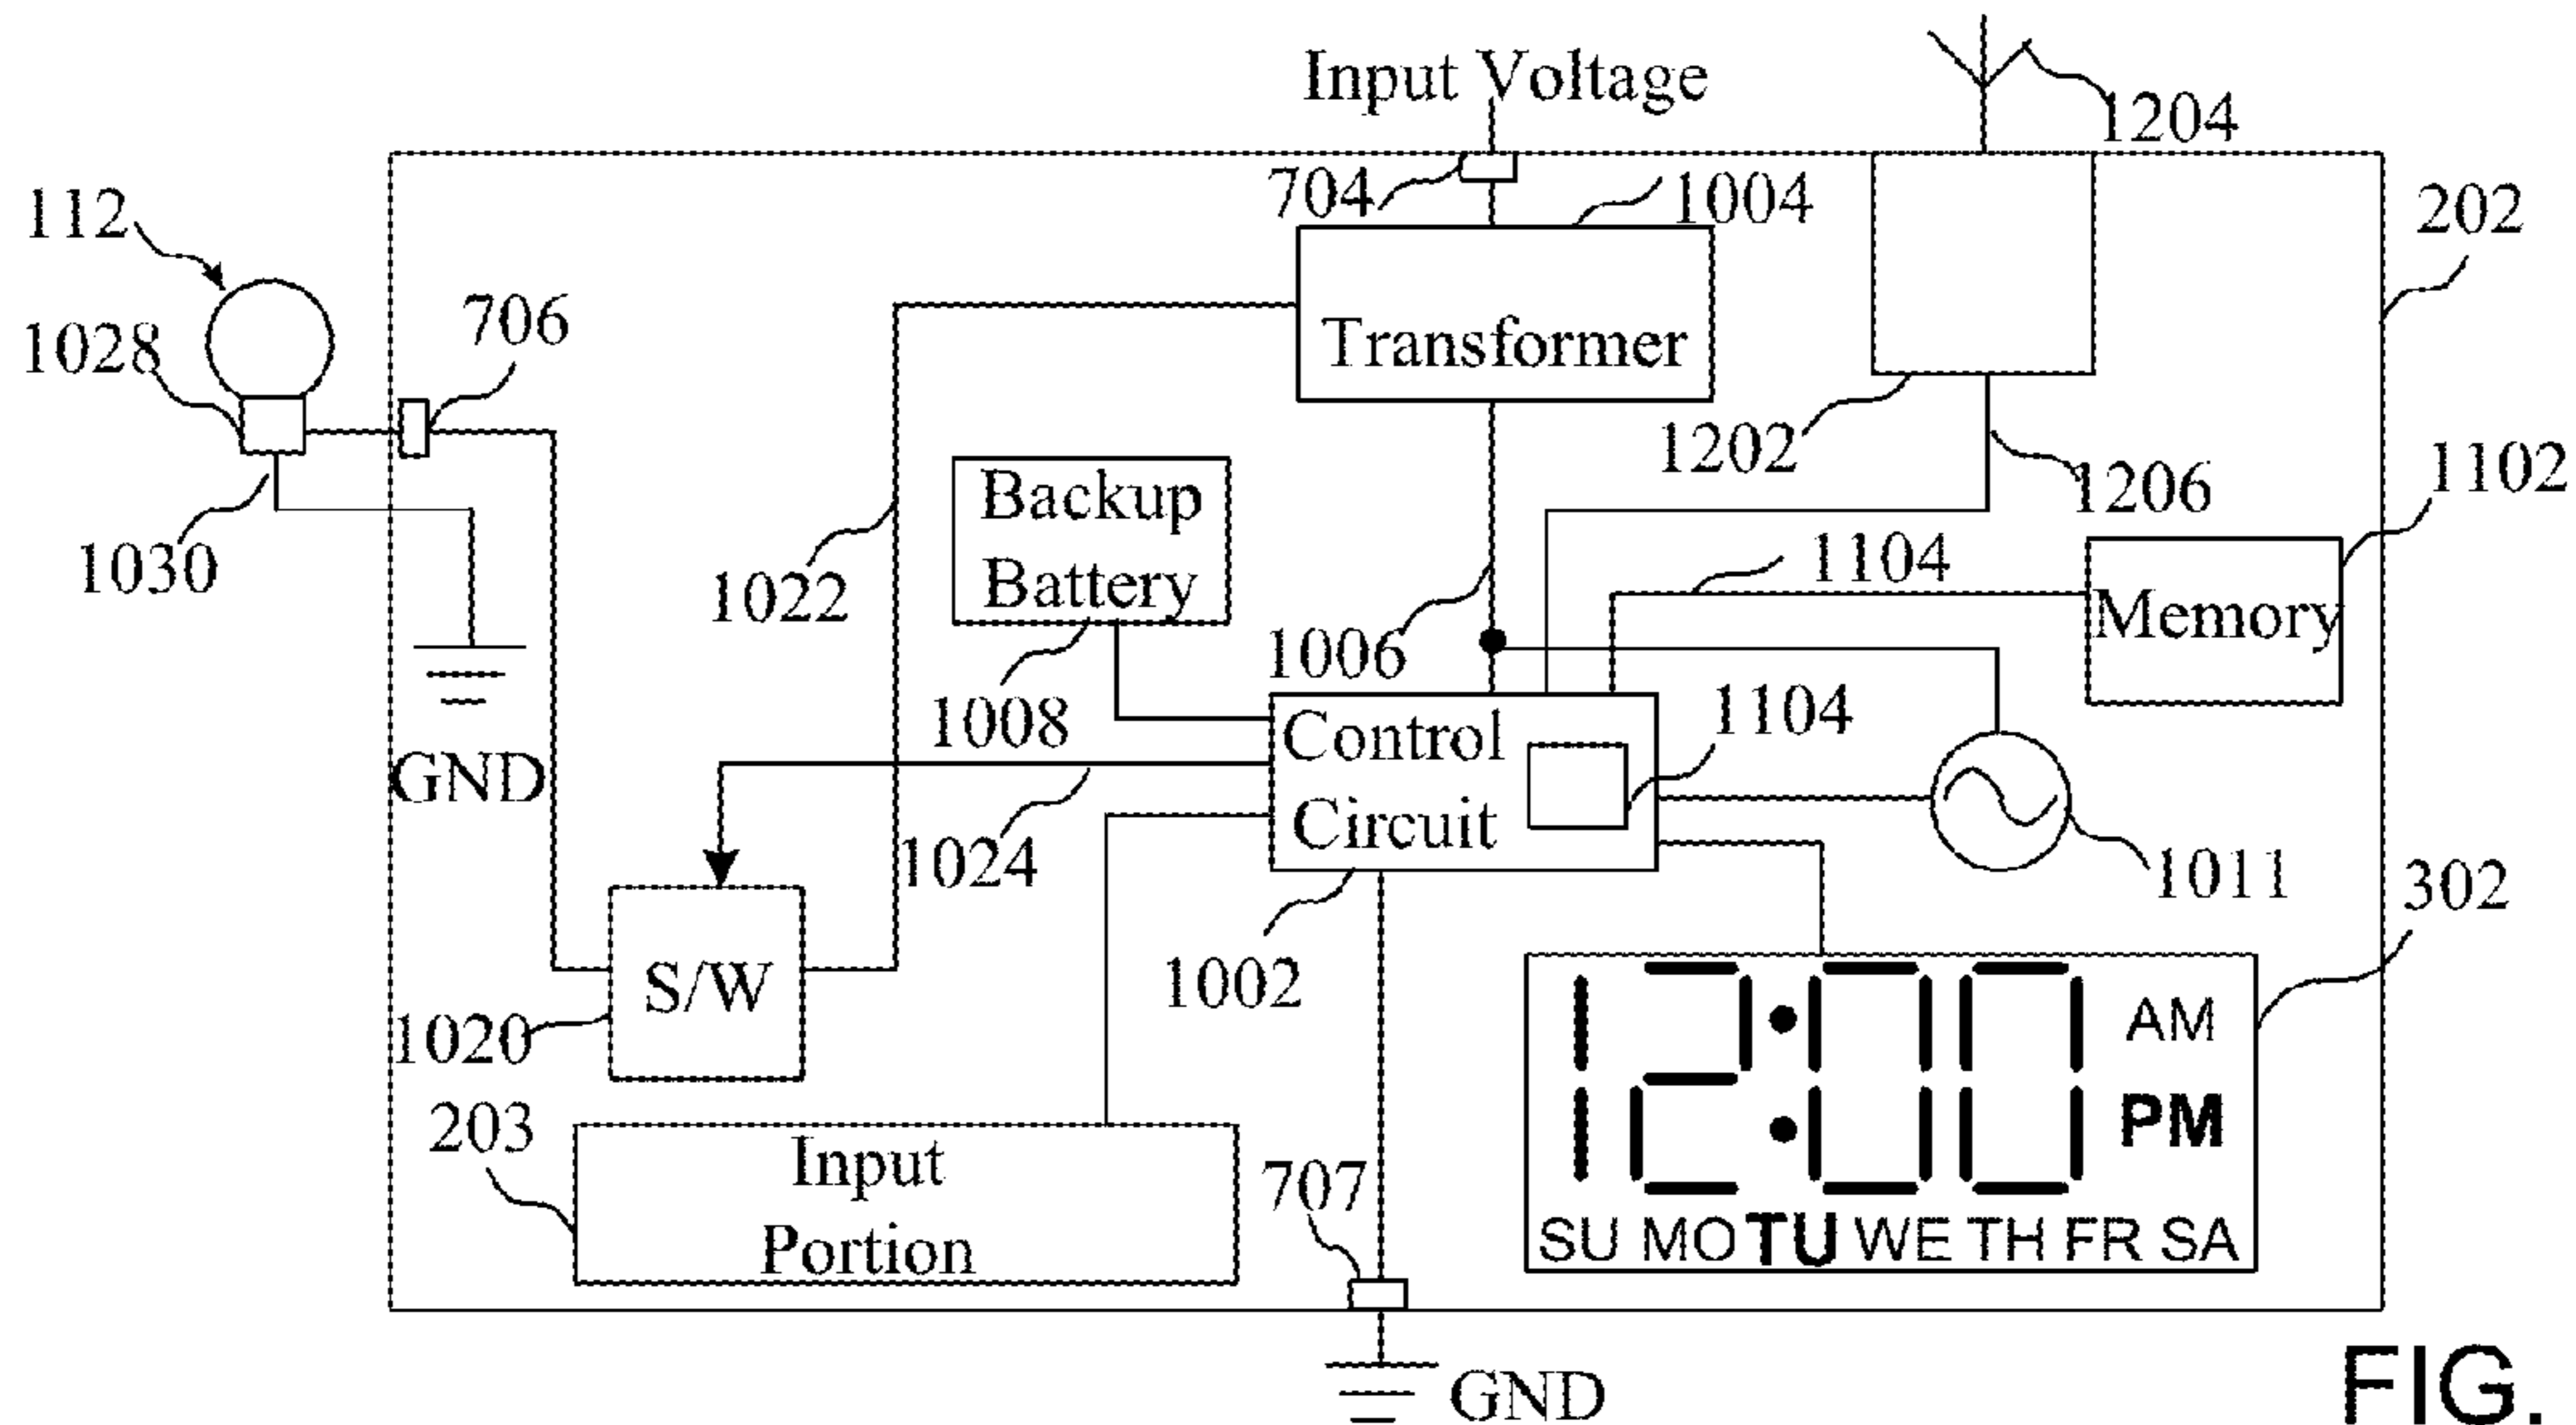 Input Voltage
1204
112
704
1004
202
706
1028
Transformer
1202
1206
1102
Backup
Battery
1030
1022
1104
Memory
1006
1008
1104
Control
Circuit
GND
1024
1011
302
1002
S/W
1020
12:00
AM
PM
203
Input
Portion
707
SU MO TU WE TH FR SA
GND
FIG.